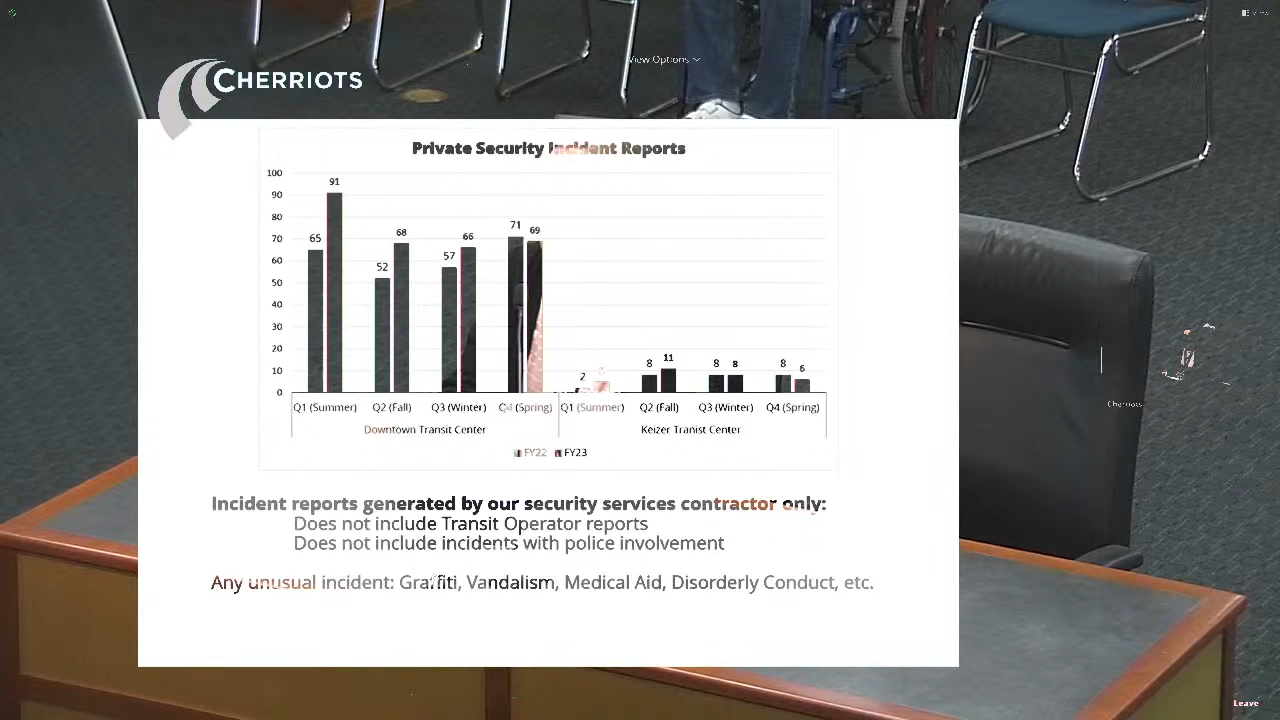 View
View Options
CHERRIOTS
Private Security Incident Reports
100
90
80
70
60
50
40
30
20
10
0
65 91 52 68 57 66 71 69 2 8 11 8 8 8 6
Q1 (Summer) Q2 (Fall) Q3 (Winter) Q4 (Spring) Q1 (Summer) Q2 (Fall) Q3 (Winter) Q4 (Spring)
Downtown Transit Center Keizer Tranist Center
FY22 FY23
Cherriots
Incident reports generated by our security services contractor only:
Does not include Transit Operator reports
Does not include incidents with police involvement
Any unusual incident: Graffiti, Vandalism, Medical Aid, Disorderly Conduct, etc.
Leave